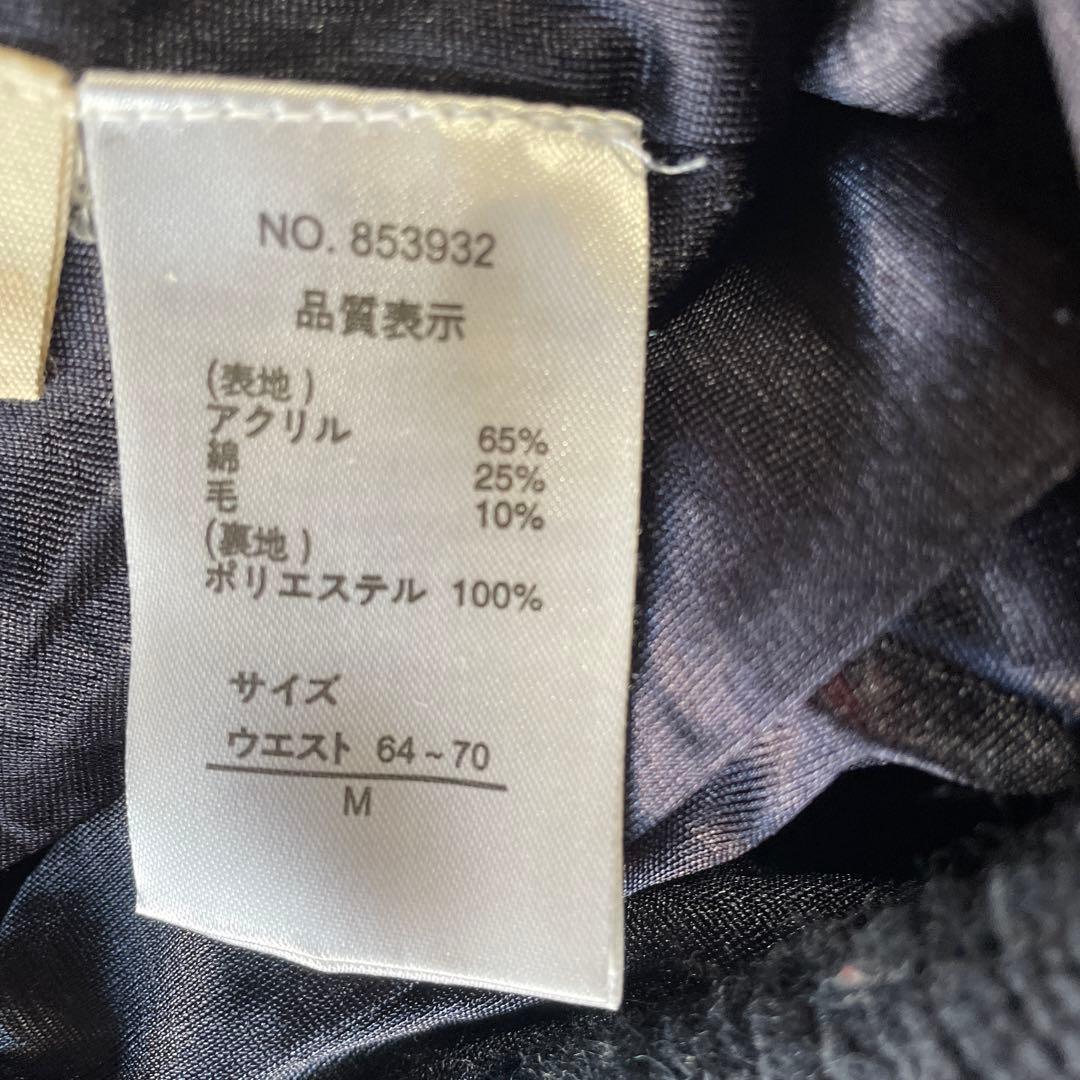 NO. 853932
品質表示
(表地)
アクリル 65%
綿 25%
毛 10%
(裏地)
ポリエステル 100%
サイズ
ウエスト 64~70
M